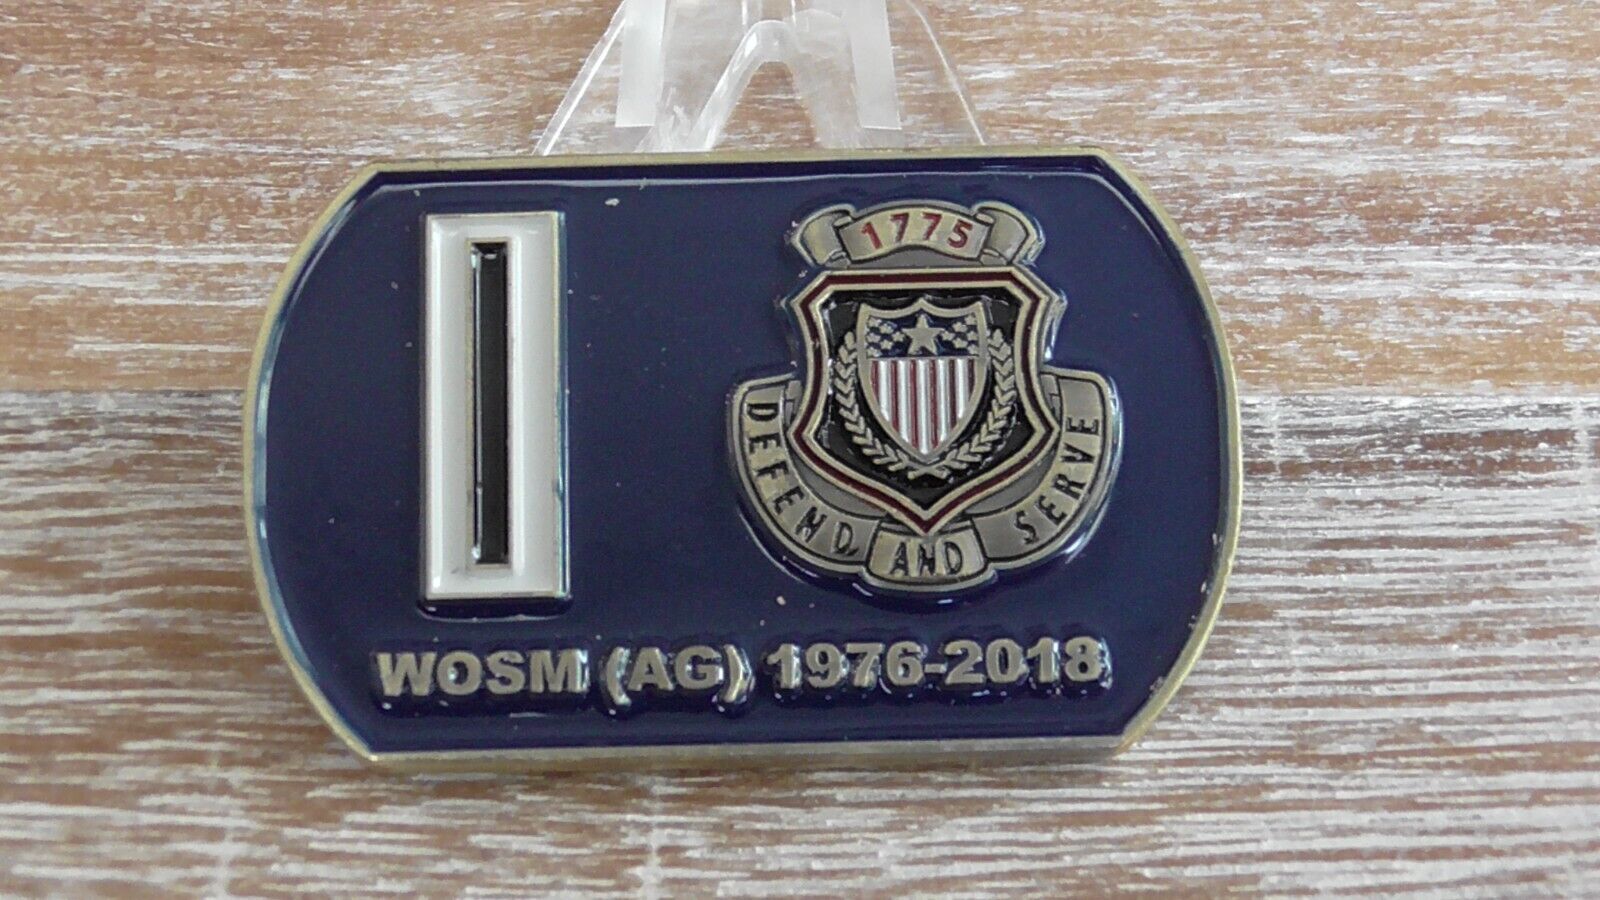 1775
DEFEND AND SERVE
WOSM (AG) 1976-2018